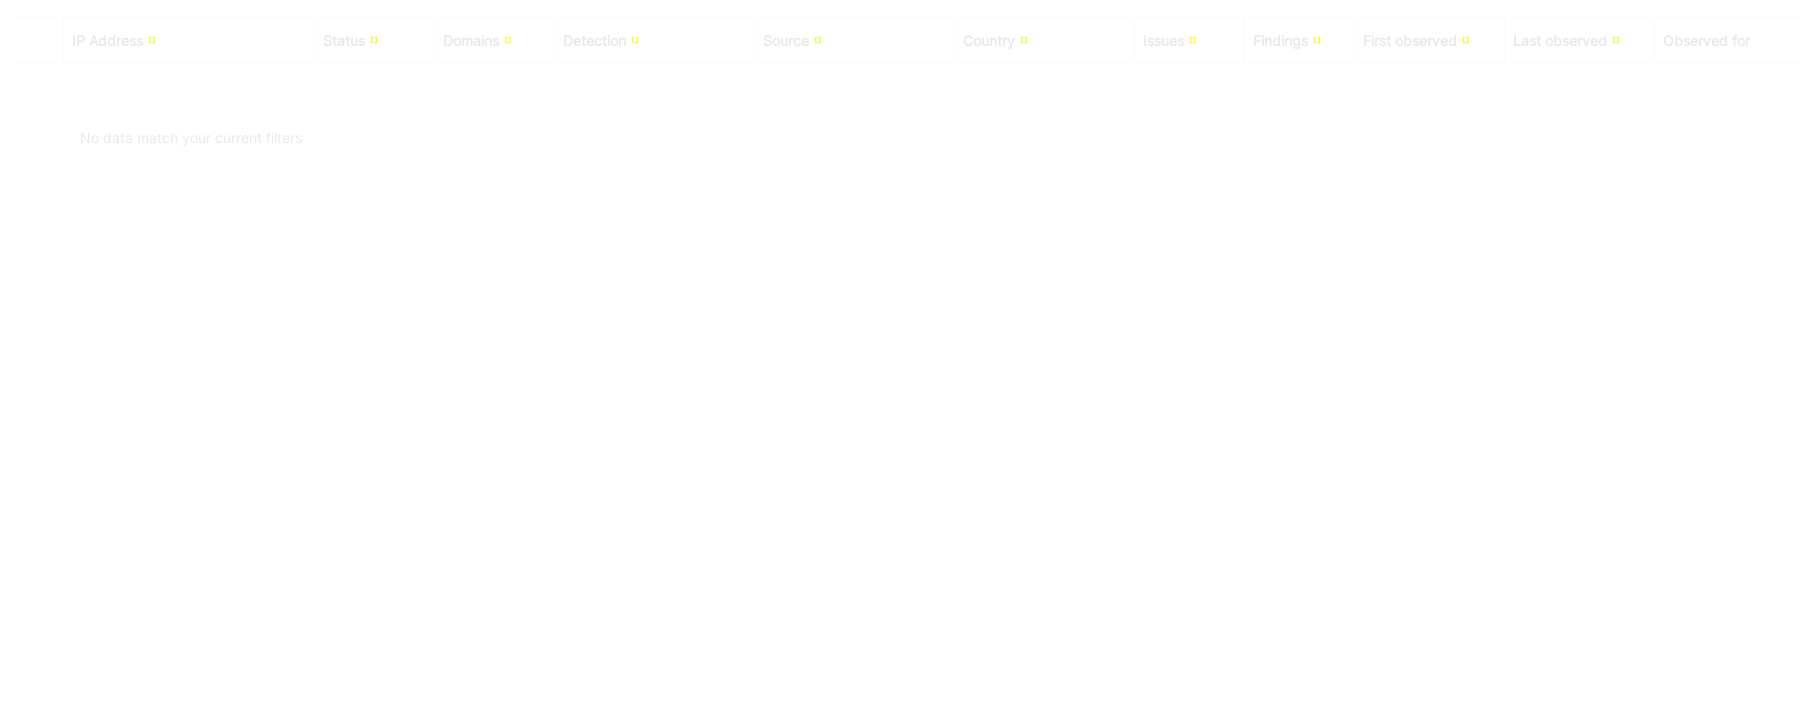 IP Address Status Domains Detection Source Country Issues Findings First observed Last observed Observed for
No data match your current filters